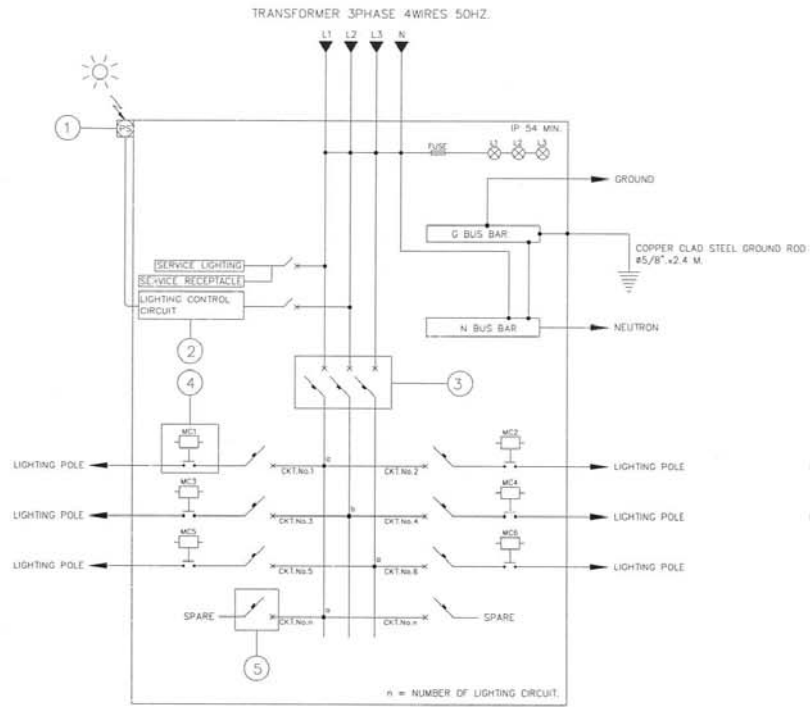 TRANSFORMER 3PHASE 4WIRES 50HZ.
L1 L2 L3 N
1
PS
IP 54 MIN.
FUSE
L1 L2 L3
GROUND
G BUS BAR
COPPER CLAD STEEL GROUND ROD
ø5/8".x2.4 M.
SERVICE LIGHTING
SERVICE RECEPTACLE
LIGHTING CONTROL
CIRCUIT
N BUS BAR
NEUTRON
2
3
4
MC1
MC2
LIGHTING POLE
CKT.No.1
CKT.No.2
LIGHTING POLE
MC3
MC4
LIGHTING POLE
CKT.No.3
CKT.No.4
LIGHTING POLE
MC5
MC6
LIGHTING POLE
CKT.No.5
CKT.No.6
LIGHTING POLE
SPARE
CKT.No.n
CKT.No.n
SPARE
5
n = NUMBER OF LIGHTING CIRCUIT.